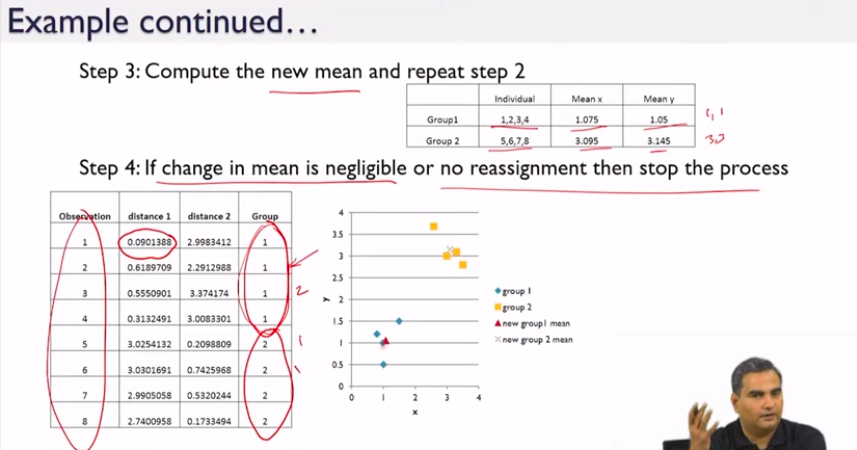 Example continued…
Step 3: Compute the new mean and repeat step 2
Individual Mean x Mean y
Group1 1,2,3,4 1.075 1.05
1, 1
Group 2 5,6,7,8 3.095 3.145
3,3
Step 4: If change in mean is negligible or no reassignment then stop the process
Observation distance 1 distance 2 Group
1 0.0901388 2.9983412 1
2 0.6189709 2.2912988 1
3 0.5550901 3.374174 1
2
4 0.3132491 3.0083301 1
5 3.0254132 0.2098809 2
1
6 3.0301691 0.7425968 2
1
7 2.9905058 0.5320244 2
8 2.7400958 0.1733494 2
4
3.5
3
2.5
2
1.5
1
0.5
0
y
0 1 2 3 4
x
group 1
group 2
new group1 mean
new group 2 mean